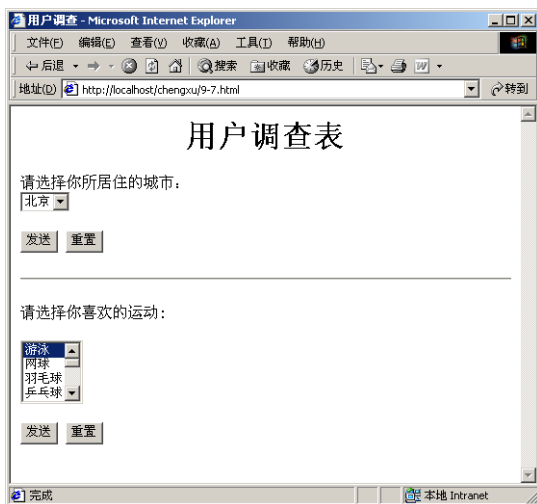 用户调查 - Microsoft Internet Explorer
文件(F) 编辑(E) 查看(V) 收藏(A) 工具(T) 帮助(H)
后退 搜索 收藏 历史
地址(D) http://localhost/chengxu/9-7.html 转到
用户调查表
请选择你所居住的城市：
北京
发送 重置
请选择你喜欢的运动：
游泳
网球
羽毛球
乒乓球
发送 重置
完成 本地 Intranet